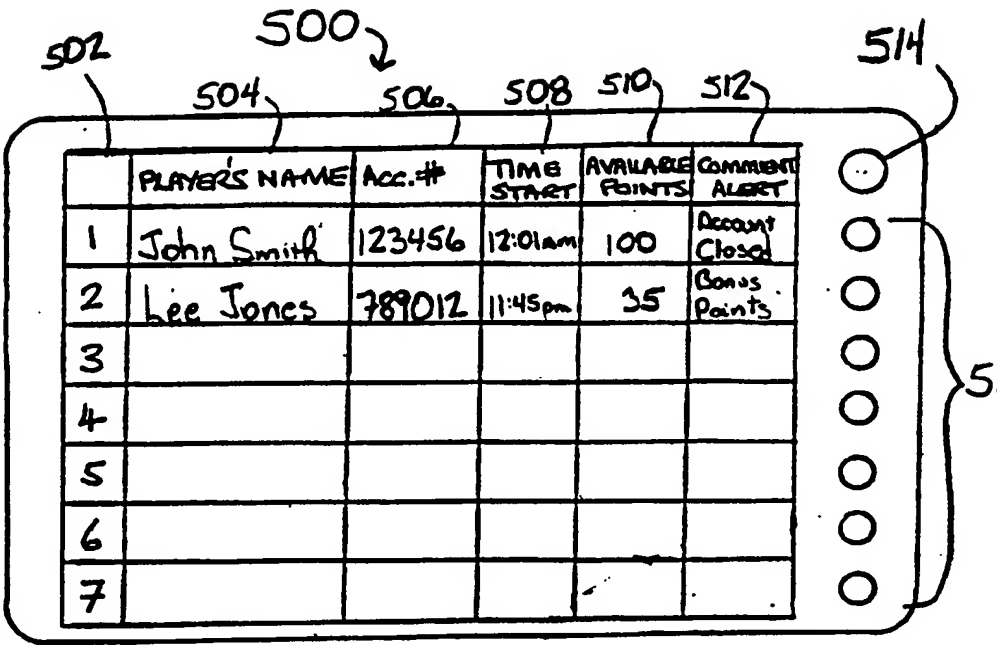 500
502
514
504
506
508
510
512
PLAYER'S NAME
Acc.#
TIME
START
AVAILABLE
POINTS
COMMENT
ALERT
1
John Smith
123456
12:01am
100
Account
Closed
2
Lee Jones
789012
11:45pm
35
Bonus
Points
3
4
5
6
7